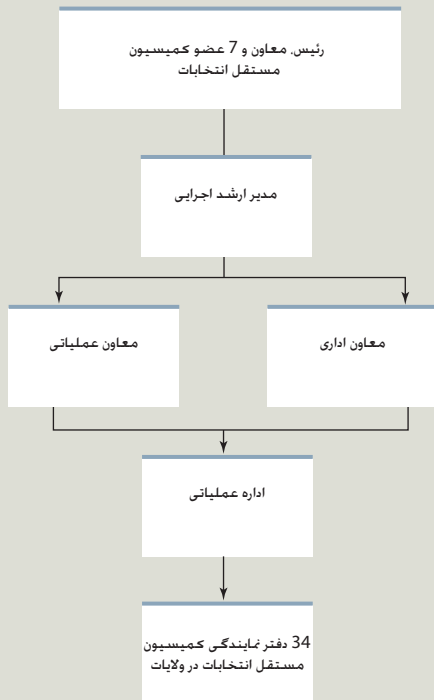 رئیس، معاون و 7 عضو کمیسیون
مستقل انتخابات
مدیر ارشد اجرایی
معاون اداری
معاون عملیاتی
اداره عملیاتی
34 دفتر نمایندگی کمیسیون
مستقل انتخابات در ولایات